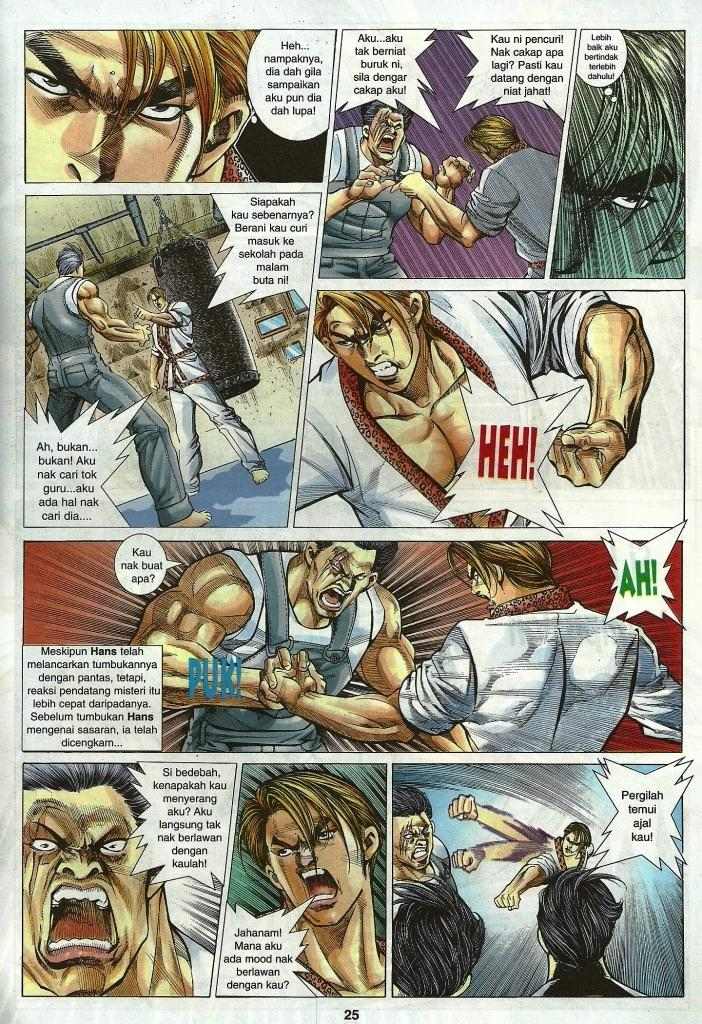 Heh...
nampaknya,
dia dah gila
sampaikan
aku pun dia
dah lupa!
Aku...aku
tak berniat
buruk ni,
sila dengar
cakap aku!
Kau ni pencuri!
Nak cakap apa
lagi? Pasti kau
datang dengan
niat jahat!
Lebih
baik aku
bertindak
terlebih
dahulu!
Siapakah
kau sebenarnya?
Berani kau curi
masuk ke
sekolah pada
malam
buta ni!
Ah, bukan...
bukan! Aku
nak cari tok
guru...aku
ada hal nak
cari dia....
HEH!
Kau
nak buat
apa?
AH!
PUK!
Meskipun Hans telah
melancarkan tumbukannya
dengan pantas, tetapi,
reaksi pendatang misteri itu
lebih cepat daripadanya.
Sebelum tumbukan Hans
mengenai sasaran, ia telah
dicengkam...
Si bedebah,
kenapakah kau
menyerang
aku? Aku
langsung tak
nak berlawan
dengan
kaulah!
Jahanam!
Mana aku
ada mood nak
berlawan
dengan kau?
Pergilah
temui
ajal
kau!
25